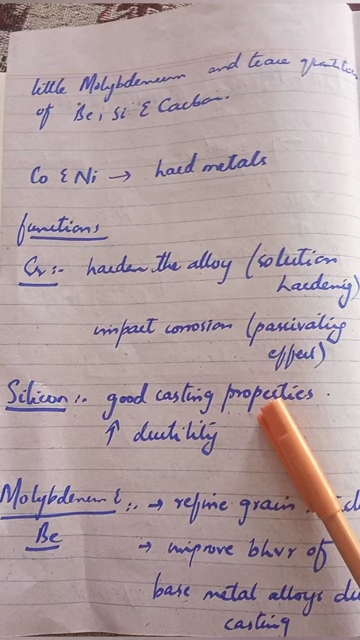 little Molybdenum and trace
of Be, Si & Carbon.
Co & Ni → hard metals
functions
Cr :- harden the alloy (solution
hardening)
impact corrosion (passivating
effect)
Silicon :- good casting properties.
↑ ductility
Molybdenum & :- → refine grain
Be → improve bhvr of
base metal alloys
casting